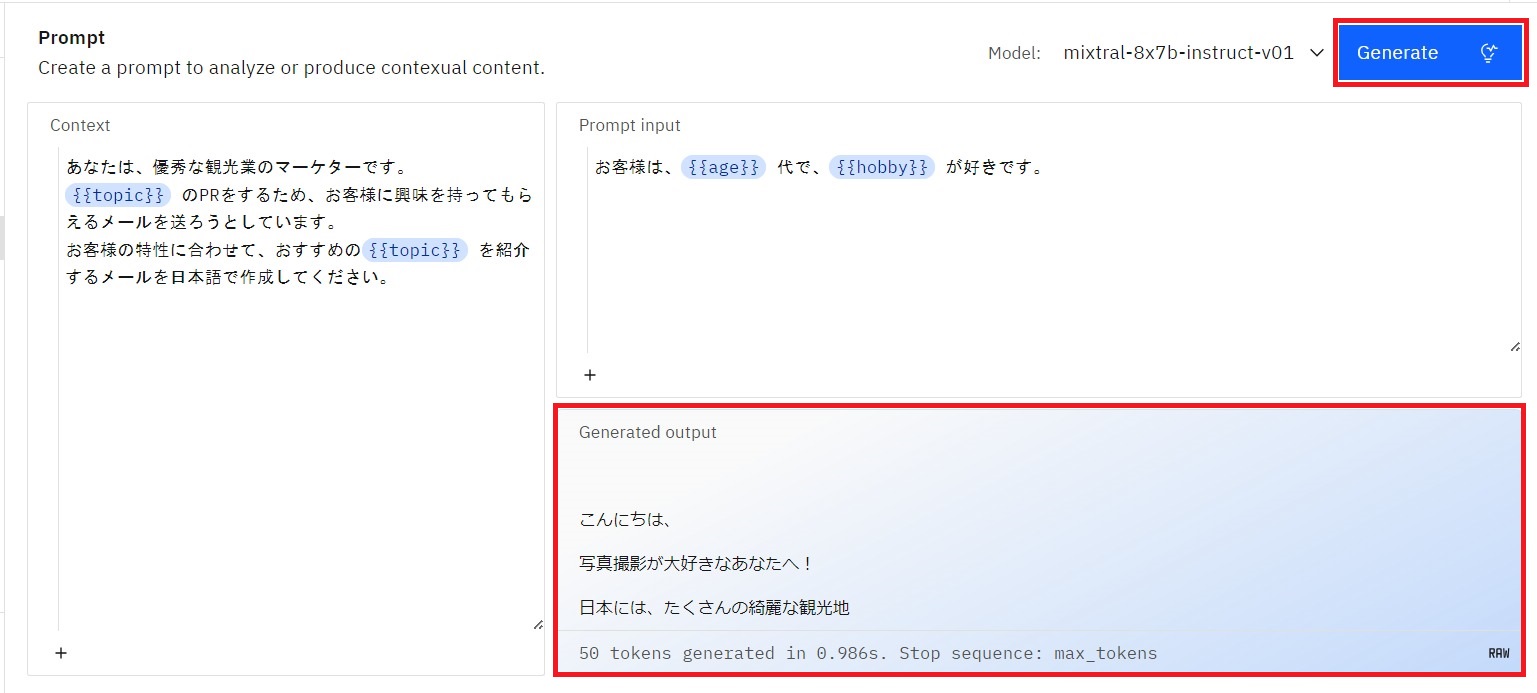 Prompt
Create a prompt to analyze or produce contexual content.
Model: mixtral-8x7b-instruct-v01
Generate
Context
あなたは、優秀な観光業のマーケターです。
{{topic}} のPRをするため、お客様に興味を持ってもら
えるメールを送ろうとしています。
お客様の特性に合わせて、おすすめの {{topic}} を紹介
するメールを日本語で作成してください。
+
Prompt input
お客様は、 {{age}} 代で、 {{hobby}} が好きです。
+
Generated output
こんにちは、
写真撮影が大好きなあなたへ！
日本には、たくさんの綺麗な観光地
50 tokens generated in 0.986s. Stop sequence: max_tokens
RAW